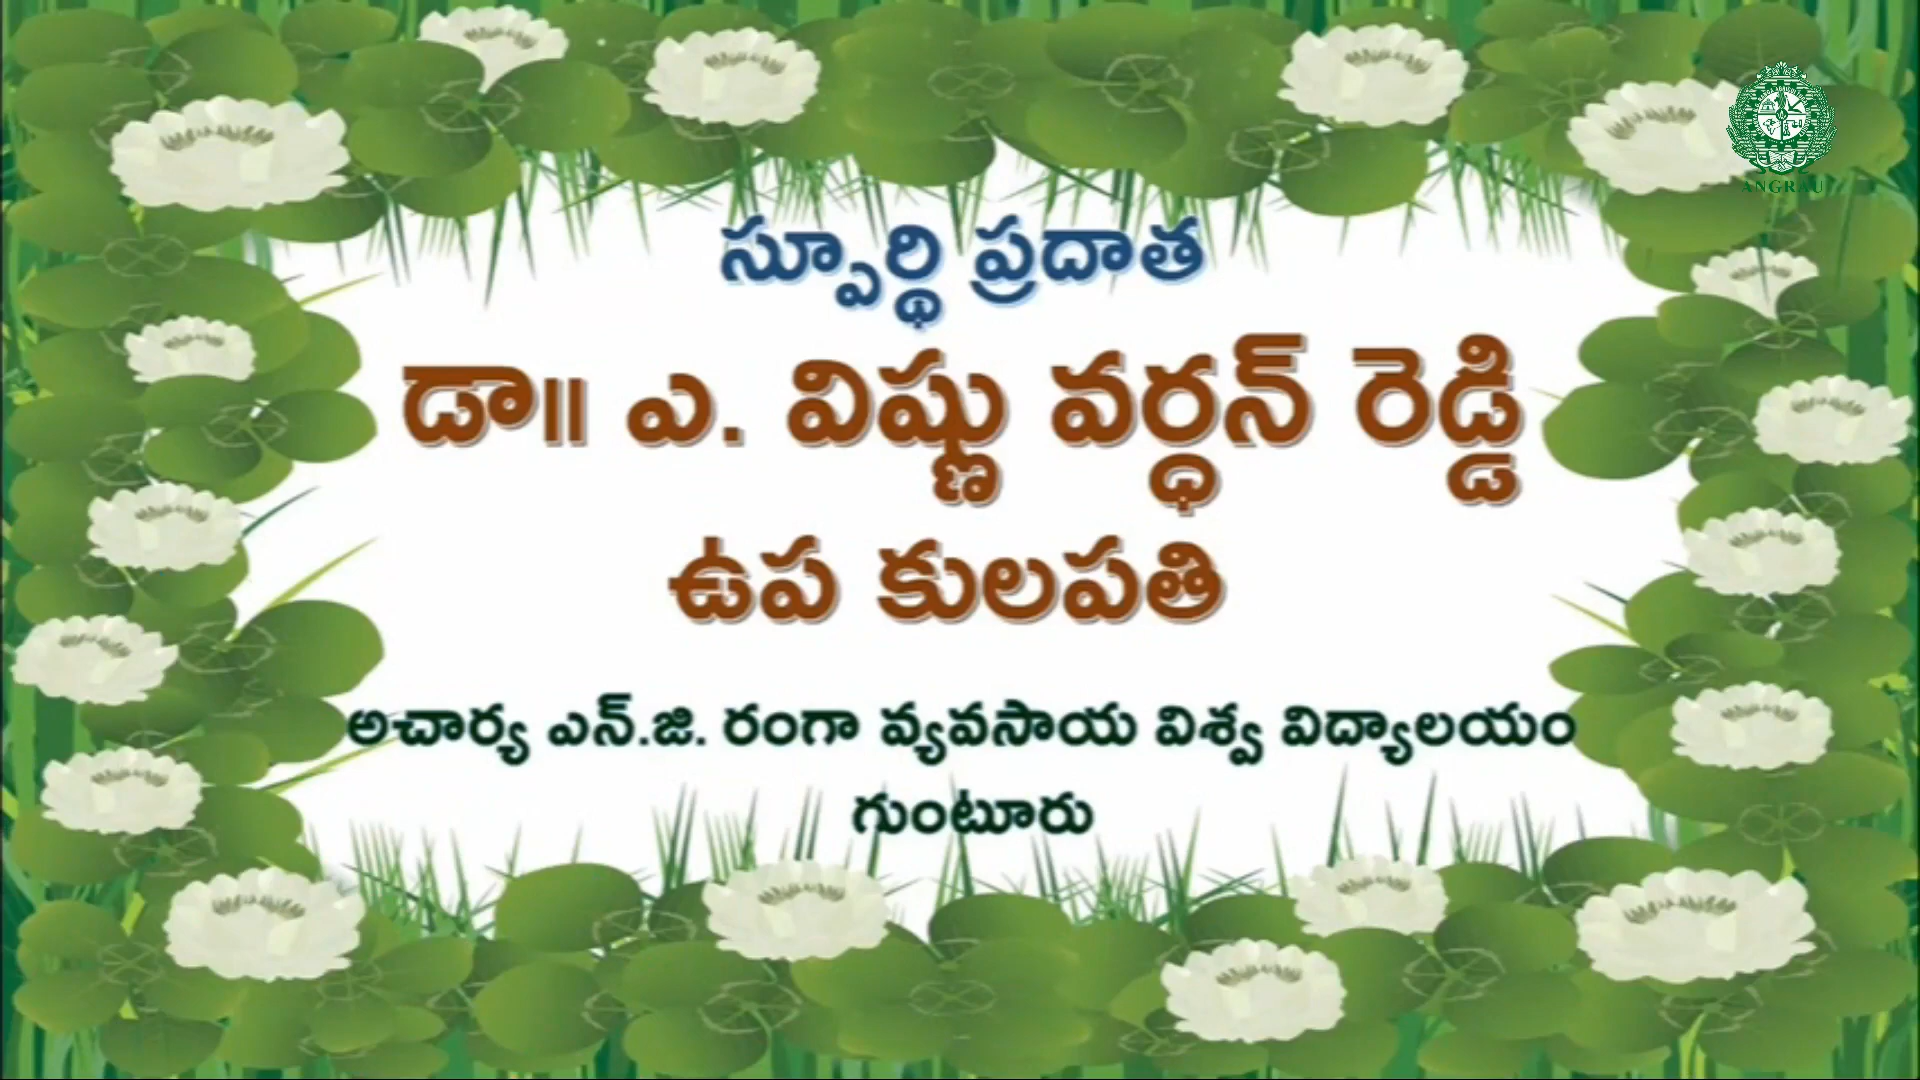 స్పూర్థి ప్రదాత
డా॥ ఎ. విష్ణు వర్ధన్ రెడ్డి
ఉప కులపతి
అచార్య ఎన్.జి. రంగా వ్యవసాయ విశ్వ విద్యాలయం
గుంటూరు
ANGRAU